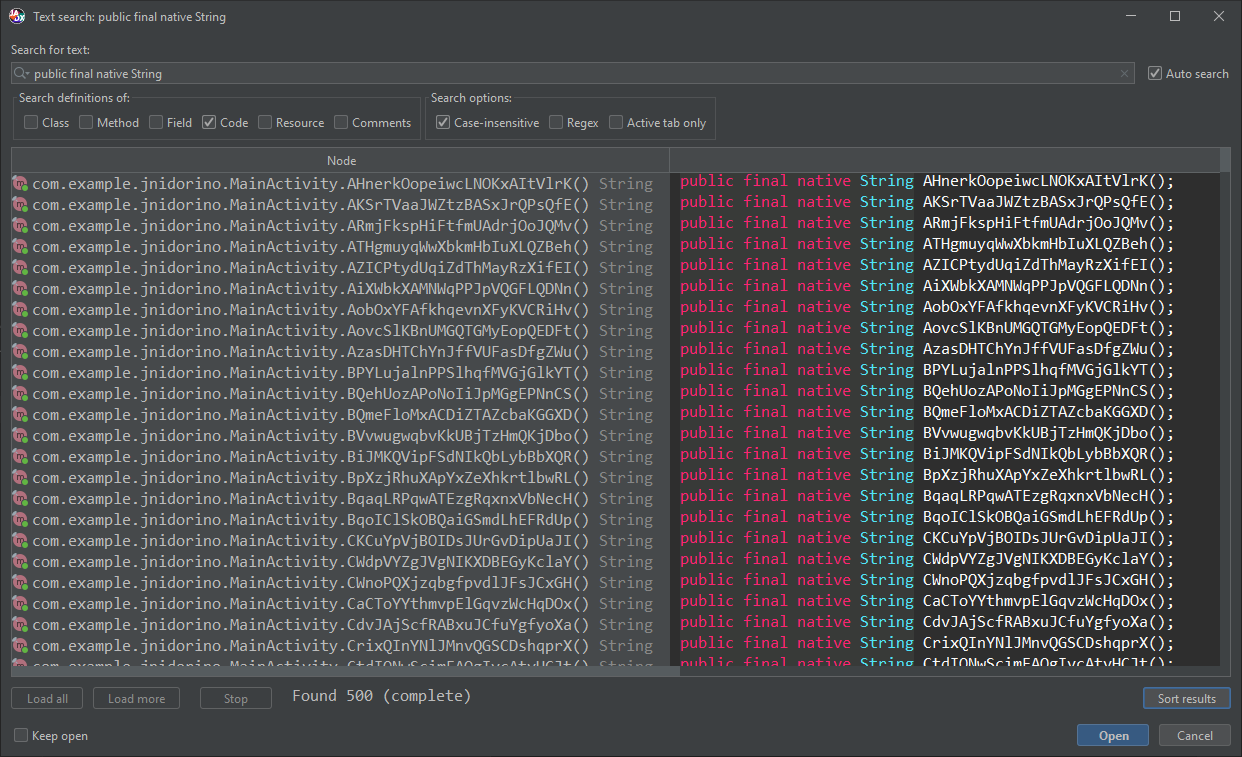 Text search: public final native String
Search for text:
public final native String
Auto search
Search definitions of:
Search options:
Class Method Field Code Resource Comments
Case-insensitive Regex Active tab only
Node
com.example.jnidorino.MainActivity.AHnerkOopeiwcLNOKxAItVlrK() String public final native String AHnerkOopeiwcLNOKxAItVlrK();
com.example.jnidorino.MainActivity.AKSrTVaaJWZtzBASxJrQPsQfE() String public final native String AKSrTVaaJWZtzBASxJrQPsQfE();
com.example.jnidorino.MainActivity.ARmjFkspHiFtfmUAdrjOoJQMv() String public final native String ARmjFkspHiFtfmUAdrjOoJQMv();
com.example.jnidorino.MainActivity.ATHgmuyqWwXbkmHbIuXLQZBeh() String public final native String ATHgmuyqWwXbkmHbIuXLQZBeh();
com.example.jnidorino.MainActivity.AZICPtydUqiZdThMayRzXifEI() String public final native String AZICPtydUqiZdThMayRzXifEI();
com.example.jnidorino.MainActivity.AiXWbkXAMNWqPPJpVQGFLQDNn() String public final native String AiXWbkXAMNWqPPJpVQGFLQDNn();
com.example.jnidorino.MainActivity.AobOxYFAfkhqevnXFyKVCRiHv() String public final native String AobOxYFAfkhqevnXFyKVCRiHv();
com.example.jnidorino.MainActivity.AovcSlKBnUMGQTGMyEopQEDFt() String public final native String AovcSlKBnUMGQTGMyEopQEDFt();
com.example.jnidorino.MainActivity.AzasDHTChYnJffVUFasDfgZWu() String public final native String AzasDHTChYnJffVUFasDfgZWu();
com.example.jnidorino.MainActivity.BPYLujalnPPSlhqfMVGjGlkYT() String public final native String BPYLujalnPPSlhqfMVGjGlkYT();
com.example.jnidorino.MainActivity.BQehUozAPoNoIiJpMGgEPNnCS() String public final native String BQehUozAPoNoIiJpMGgEPNnCS();
com.example.jnidorino.MainActivity.BQmeFloMxACDiZTAZcbaKGGXD() String public final native String BQmeFloMxACDiZTAZcbaKGGXD();
com.example.jnidorino.MainActivity.BVvwugwqbvKkUBjTzHmQKjDbo() String public final native String BVvwugwqbvKkUBjTzHmQKjDbo();
com.example.jnidorino.MainActivity.BiJMKQVipFSdNIkQbLybBbXQR() String public final native String BiJMKQVipFSdNIkQbLybBbXQR();
com.example.jnidorino.MainActivity.BpXzjRhuXApYxZeXhkrtlbwRL() String public final native String BpXzjRhuXApYxZeXhkrtlbwRL();
com.example.jnidorino.MainActivity.BqaqLRPqwATEzgRqxnxVbNecH() String public final native String BqaqLRPqwATEzgRqxnxVbNecH();
com.example.jnidorino.MainActivity.BqoIClSkOBQaiGSmdLhEFRdUp() String public final native String BqoIClSkOBQaiGSmdLhEFRdUp();
com.example.jnidorino.MainActivity.CKCuYpVjBOIDsJUrGvDipUaJI() String public final native String CKCuYpVjBOIDsJUrGvDipUaJI();
com.example.jnidorino.MainActivity.CWdpVYZgJVgNIKXDBEGyKclaY() String public final native String CWdpVYZgJVgNIKXDBEGyKclaY();
com.example.jnidorino.MainActivity.CWnoPQXjzqbgfpvdlJFsJCxGH() String public final native String CWnoPQXjzqbgfpvdlJFsJCxGH();
com.example.jnidorino.MainActivity.CaCToYYthmvpElGqvzWcHqDOx() String public final native String CaCToYYthmvpElGqvzWcHqDOx();
com.example.jnidorino.MainActivity.CdvJAjScfRABxuJCfuYgfyoXa() String public final native String CdvJAjScfRABxuJCfuYgfyoXa();
com.example.jnidorino.MainActivity.CrixQInYNlJMnvQGSCDshqprX() String public final native String CrixQInYNlJMnvQGSCDshqprX();
String public final native String
Load all Load more Stop Found 500 (complete) Sort results
Keep open Open Cancel